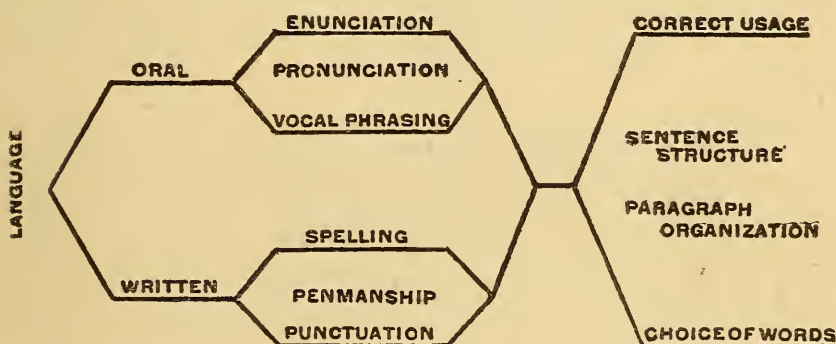 LANGUAGE
ORAL
ENUNCIATION
PRONUNCIATION
VOCAL PHRASING
WRITTEN
SPELLING
PENMANSHIP
PUNCTUATION
CORRECT USAGE
SENTENCE
STRUCTURE
PARAGRAPH
ORGANIZATION
CHOICE OF WORDS